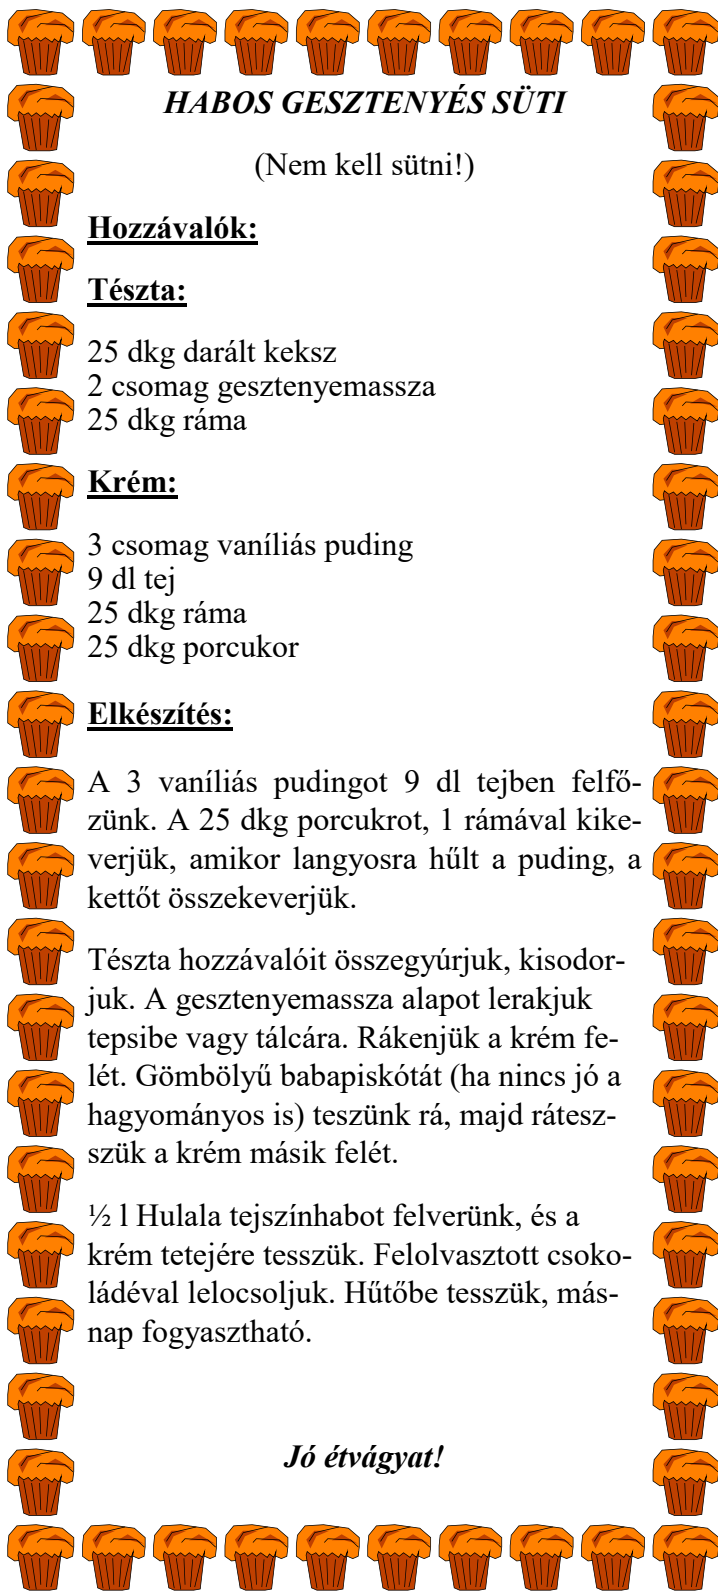 HABOS GESZTENYÉS SÜTI
(Nem kell sütni!)
Hozzávalók:
Tészta:
25 dkg darált keksz
2 csomag gesztenyemassza
25 dkg ráma
Krém:
3 csomag vaníliás puding
9 dl tej
25 dkg ráma
25 dkg porcukor
Elkészítés:
A 3 vaníliás pudingot 9 dl tejben felfő-
zünk. A 25 dkg porcukrot, 1 rámával kike-
verjük, amikor langyosra hűlt a puding, a
kettőt összekeverjük.
Tészta hozzávalóit összegyúrjuk, kisodor-
juk. A gesztenyemassza alapot lerakjuk
tepsibe vagy tálcára. Rákenjük a krém fe-
lét. Gömbölyű babapiskótát (ha nincs jó a
hagyományos is) teszünk rá, majd rátesz-
szük a krém másik felét.
½ l Hulala tejszínhabot felverünk, és a
krém tetejére tesszük. Felolvasztott csoko-
ládéval lelocsoljuk. Hűtőbe tesszük, más-
nap fogyasztható.
Jó étvágyat!